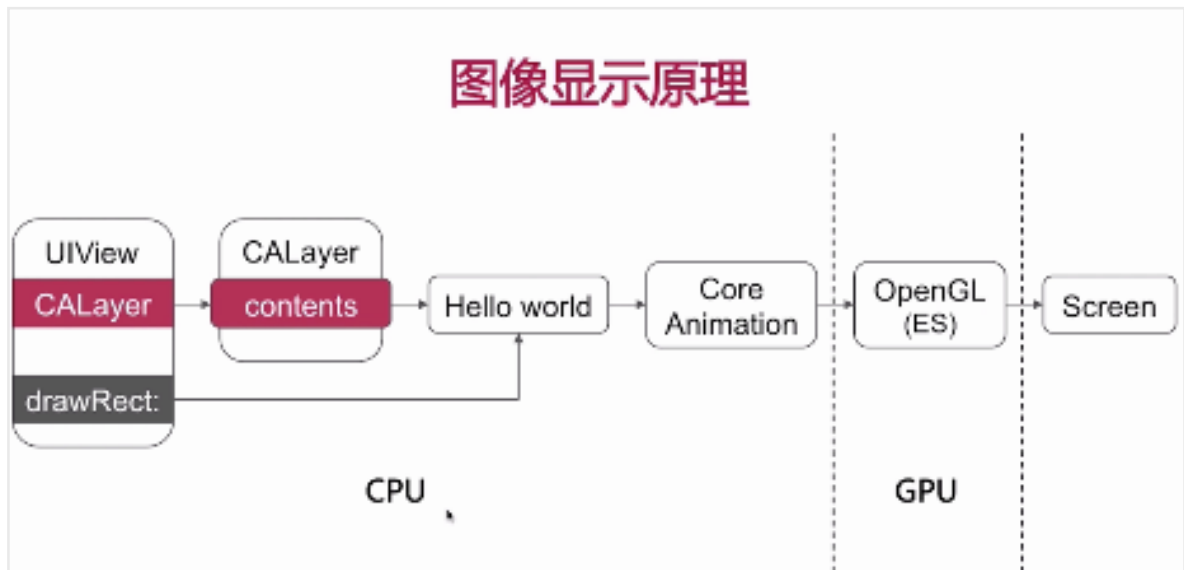 图像显示原理
UIView
CALayer
drawRect:
CALayer
contents
Hello world
Core
Animation
OpenGL
(ES)
Screen
CPU
GPU